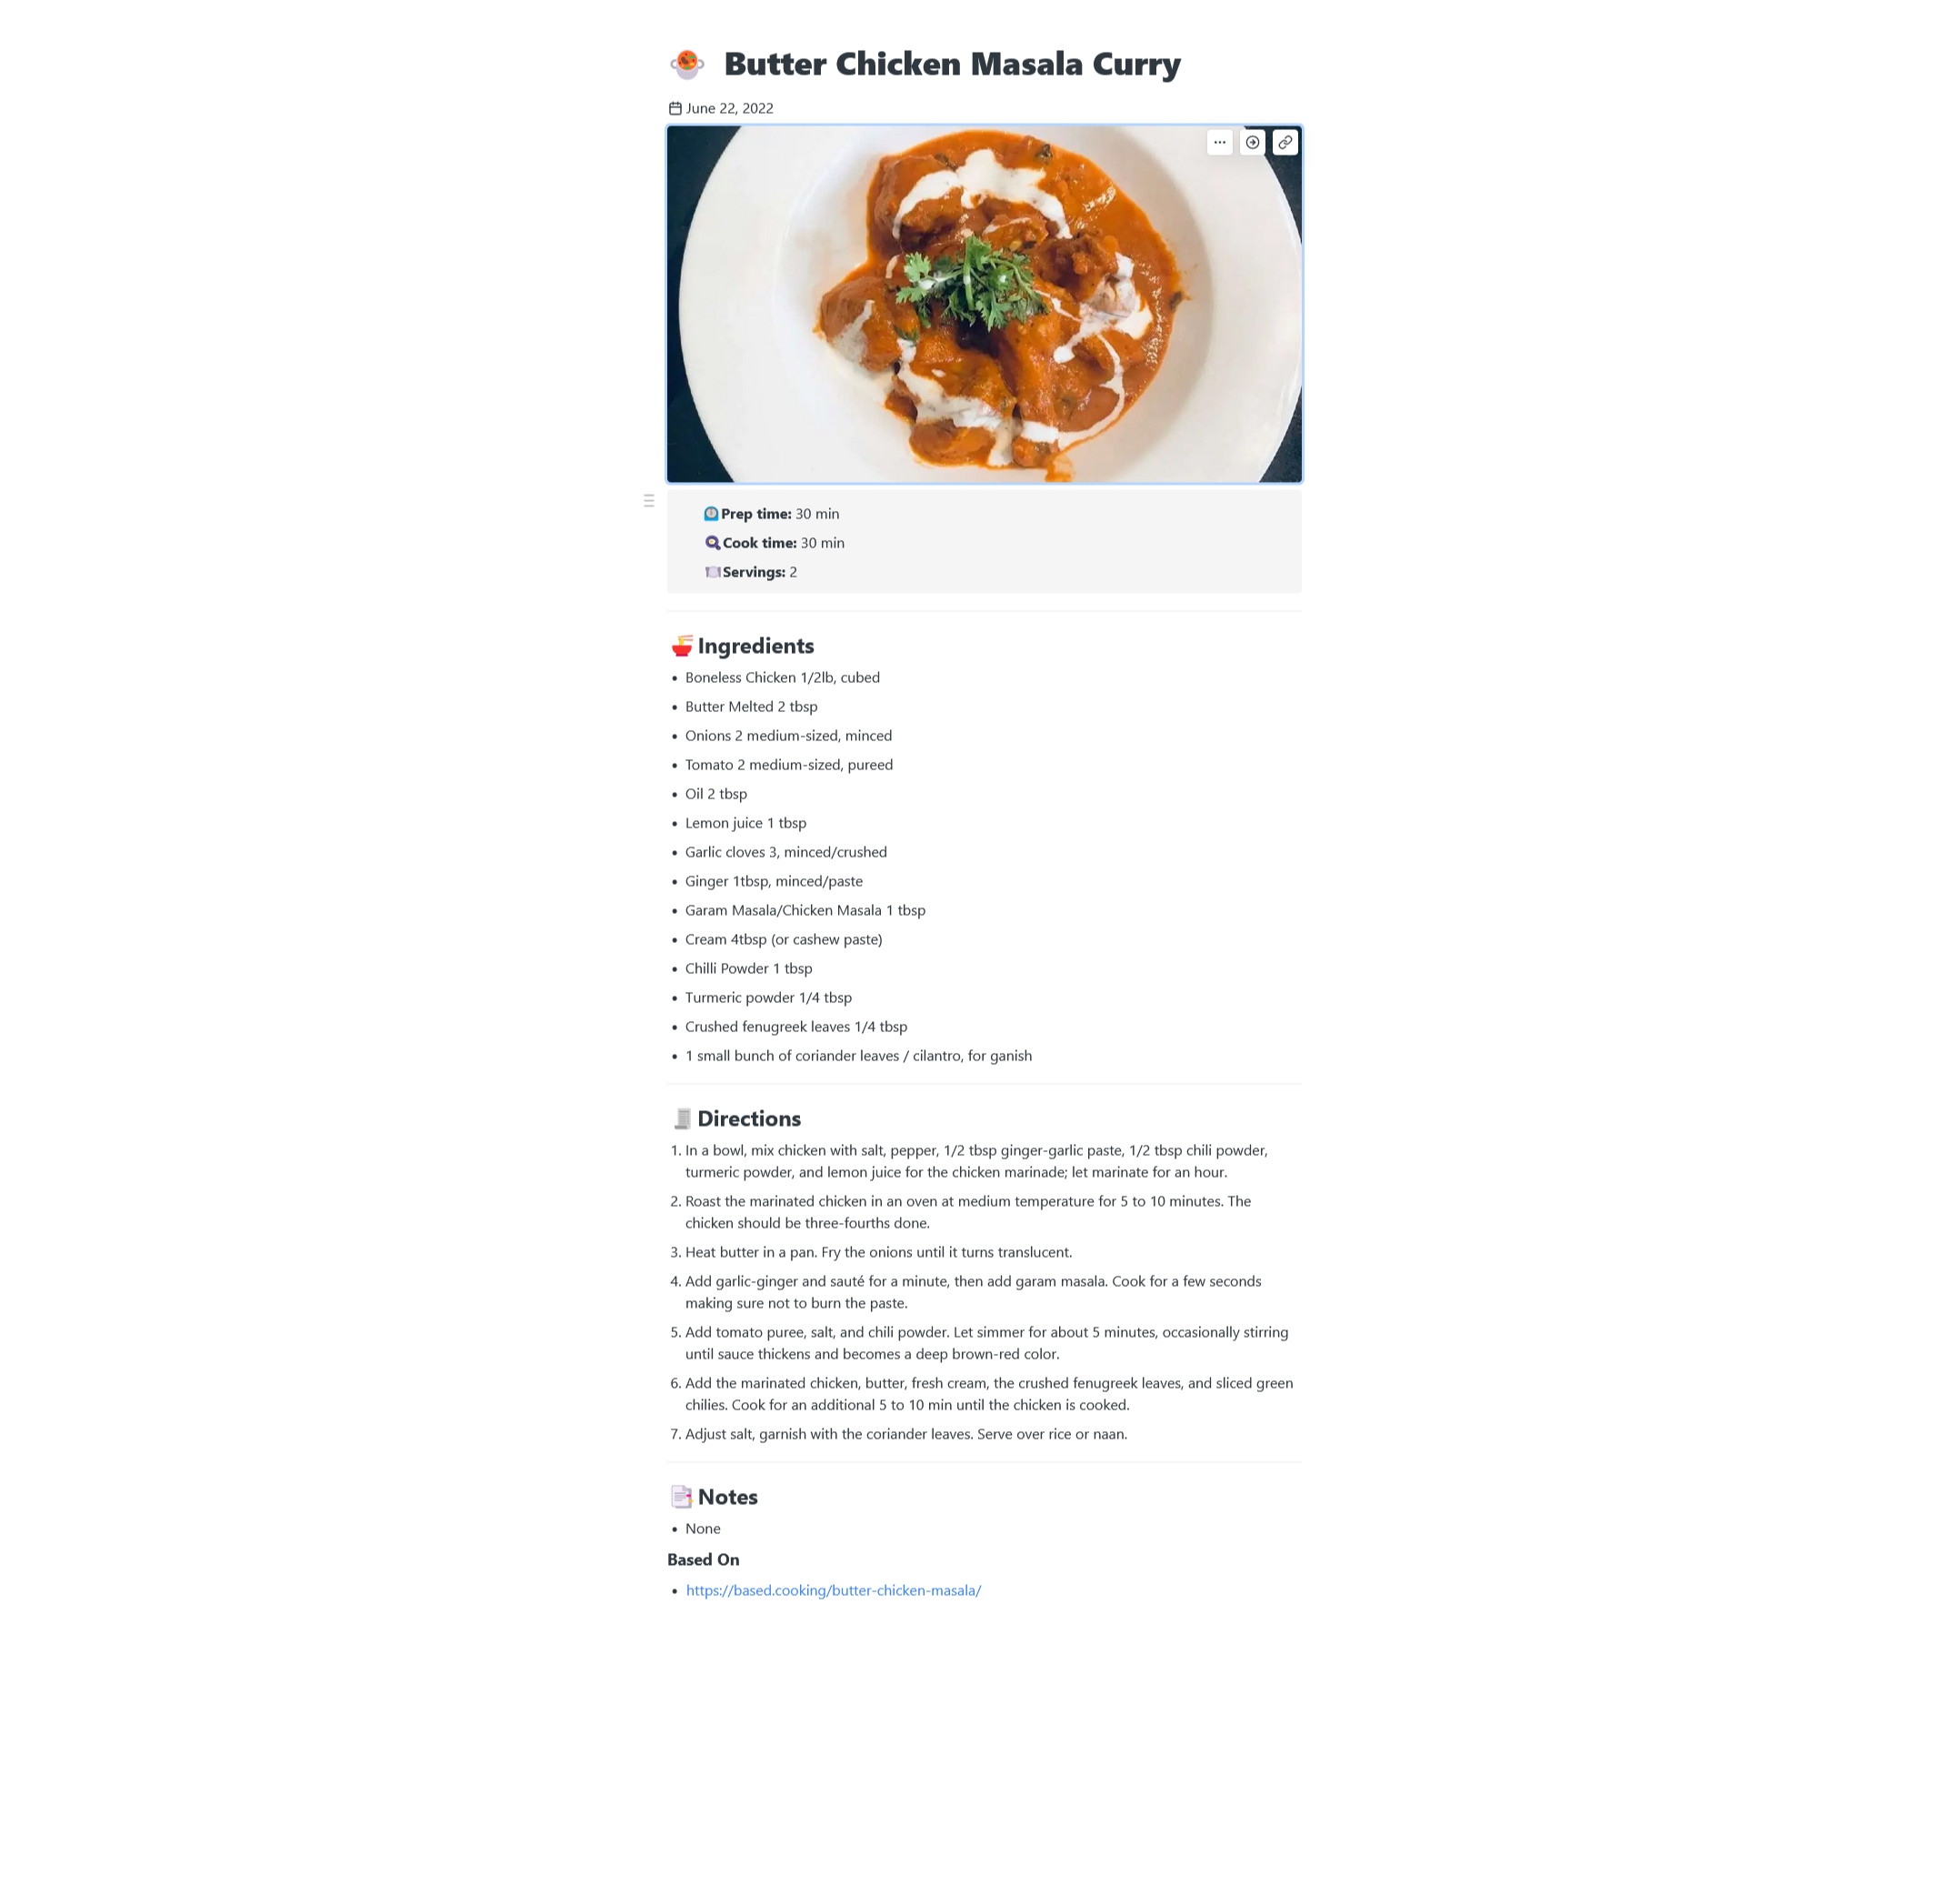 Butter Chicken Masala Curry
June 22, 2022
Prep time: 30 min
Cook time: 30 min
Servings: 2
Ingredients
• Boneless Chicken 1/2lb, cubed
• Butter Melted 2 tbsp
• Onions 2 medium-sized, minced
• Tomato 2 medium-sized, pureed
• Oil 2 tbsp
• Lemon juice 1 tbsp
• Garlic cloves 3, minced/crushed
• Ginger 1tbsp, minced/paste
• Garam Masala/Chicken Masala 1 tbsp
• Cream 4tbsp (or cashew paste)
• Chilli Powder 1 tbsp
• Turmeric powder 1/4 tbsp
• Crushed fenugreek leaves 1/4 tbsp
• 1 small bunch of coriander leaves / cilantro, for ganish
Directions
1. In a bowl, mix chicken with salt, pepper, 1/2 tbsp ginger-garlic paste, 1/2 tbsp chili powder,
turmeric powder, and lemon juice for the chicken marinade; let marinate for an hour.
2. Roast the marinated chicken in an oven at medium temperature for 5 to 10 minutes. The
chicken should be three-fourths done.
3. Heat butter in a pan. Fry the onions until it turns translucent.
4. Add garlic-ginger and sauté for a minute, then add garam masala. Cook for a few seconds
making sure not to burn the paste.
5. Add tomato puree, salt, and chili powder. Let simmer for about 5 minutes, occasionally stirring
until sauce thickens and becomes a deep brown-red color.
6. Add the marinated chicken, butter, fresh cream, the crushed fenugreek leaves, and sliced green
chilies. Cook for an additional 5 to 10 min until the chicken is cooked.
7. Adjust salt, garnish with the coriander leaves. Serve over rice or naan.
Notes
• None
Based On
• https://based.cooking/butter-chicken-masala/